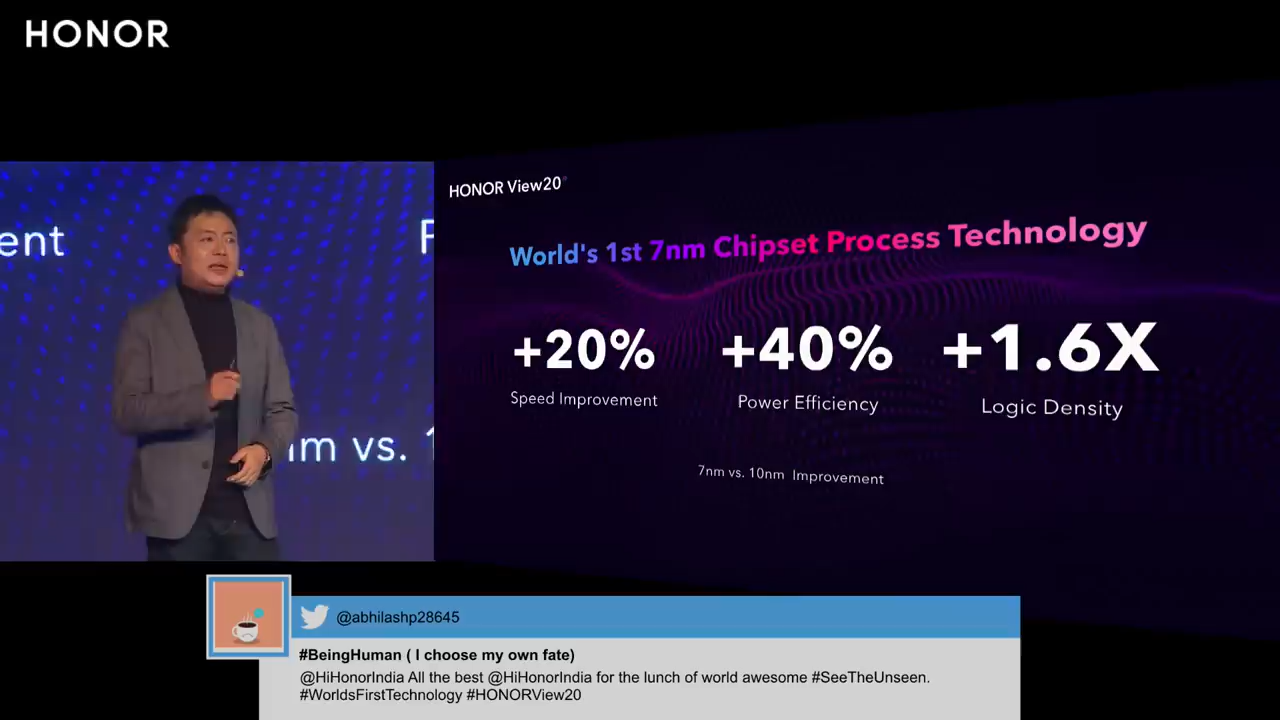 HONOR
ent
F
nm vs. 1
HONOR View20
World's 1st 7nm Chipset Process Technology
+20%
+40%
+1.6X
Speed Improvement
Power Efficiency
Logic Density
7nm vs. 10nm Improvement
@abhilashp28645
#BeingHuman ( I choose my own fate)
@HiHonorIndia All the best @HiHonorIndia for the lunch of world awesome #SeeTheUnseen.
#WorldsFirstTechnology #HONORView20